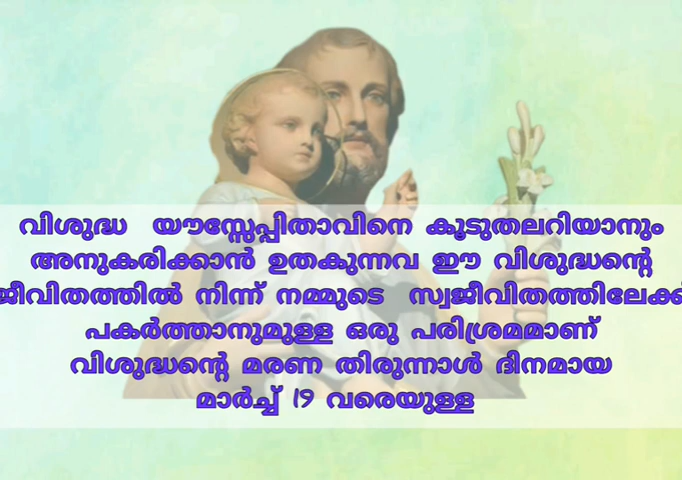 വിശുദ്ധ യൗസ്സേപ്പിതാവിനെ കൂടുതലറിയാനും
അനുകരിക്കാൻ ഉതകുന്നവ ഈ വിശുദ്ധന്റെ
ജീവിതത്തിൽ നിന്ന് നമ്മുടെ സ്വജീവിതത്തിലേക്ക്
പകർത്താനുമുള്ള ഒരു പരിശ്രമമാണ്
വിശുദ്ധന്റെ മരണ തിരുന്നാൾ ദിനമായ
മാർച്ച് 19 വരെയുള്ള